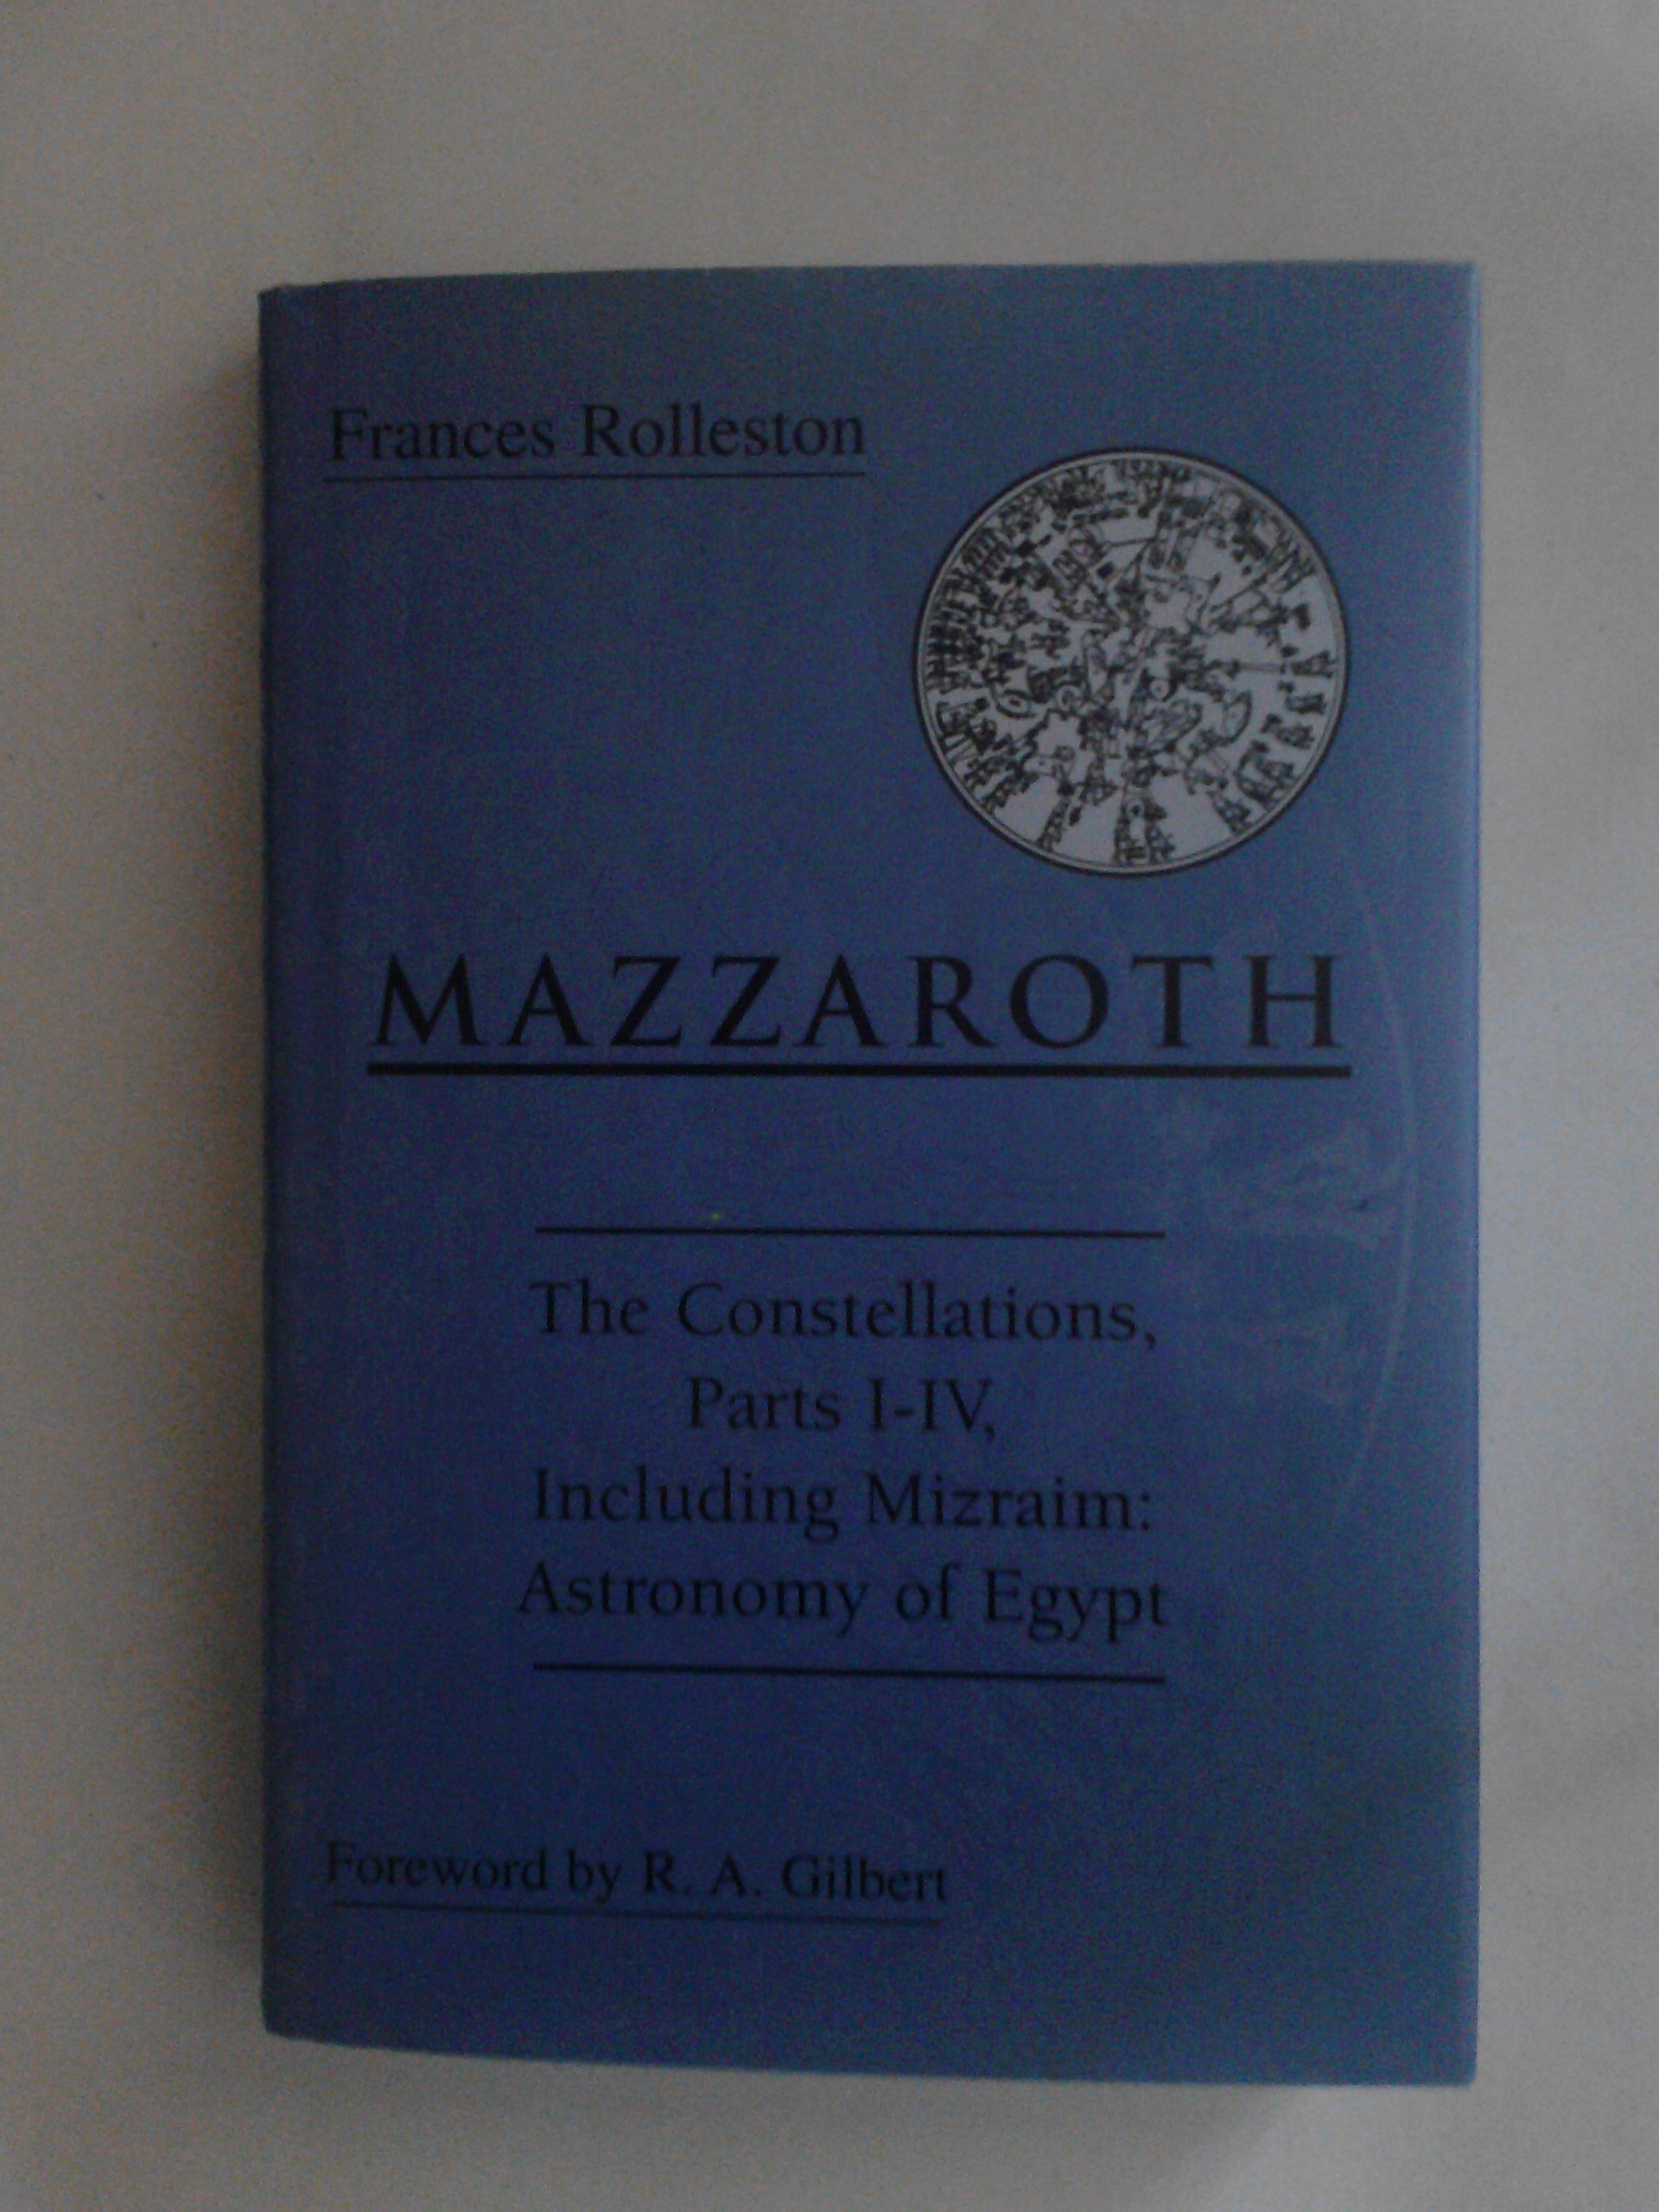 Frances Rolleston
MAZZAROTH
The Constellations,
Parts I-IV,
Including Mizraim:
Astronomy of Egypt
Foreword by R. A. Gilbert